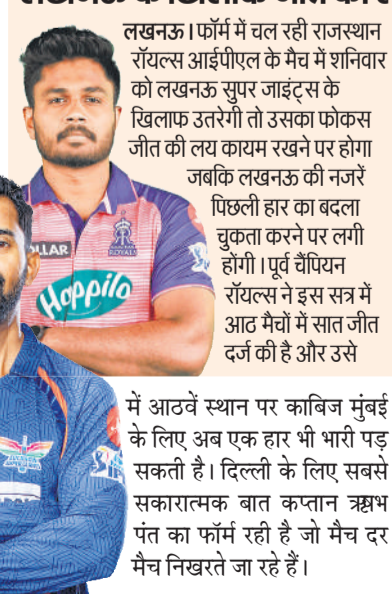 लखनऊ। फॉर्म में चल रही राजस्थान
रॉयल्स आईपीएल के मैच में शनिवार
को लखनऊ सुपर जाइंट्स के
खिलाफ उतरेगी तो उसका फोकस
जीत की लय कायम रखने पर होगा
जबकि लखनऊ की नजरें
पिछली हार का बदला
चुकता करने पर लगी
होंगी। पूर्व चैंपियन
रॉयल्स ने इस सत्र में
आठ मैचों में सात जीत
दर्ज की है और उसे
LLAR
ROYALS
Happilo
में आठवें स्थान पर काबिज मुंबई
के लिए अब एक हार भी भारी पड़
सकती है। दिल्ली के लिए सबसे
सकारात्मक बात कप्तान ऋषभ
पंत का फॉर्म रही है जो मैच दर
मैच निखरते जा रहे हैं।